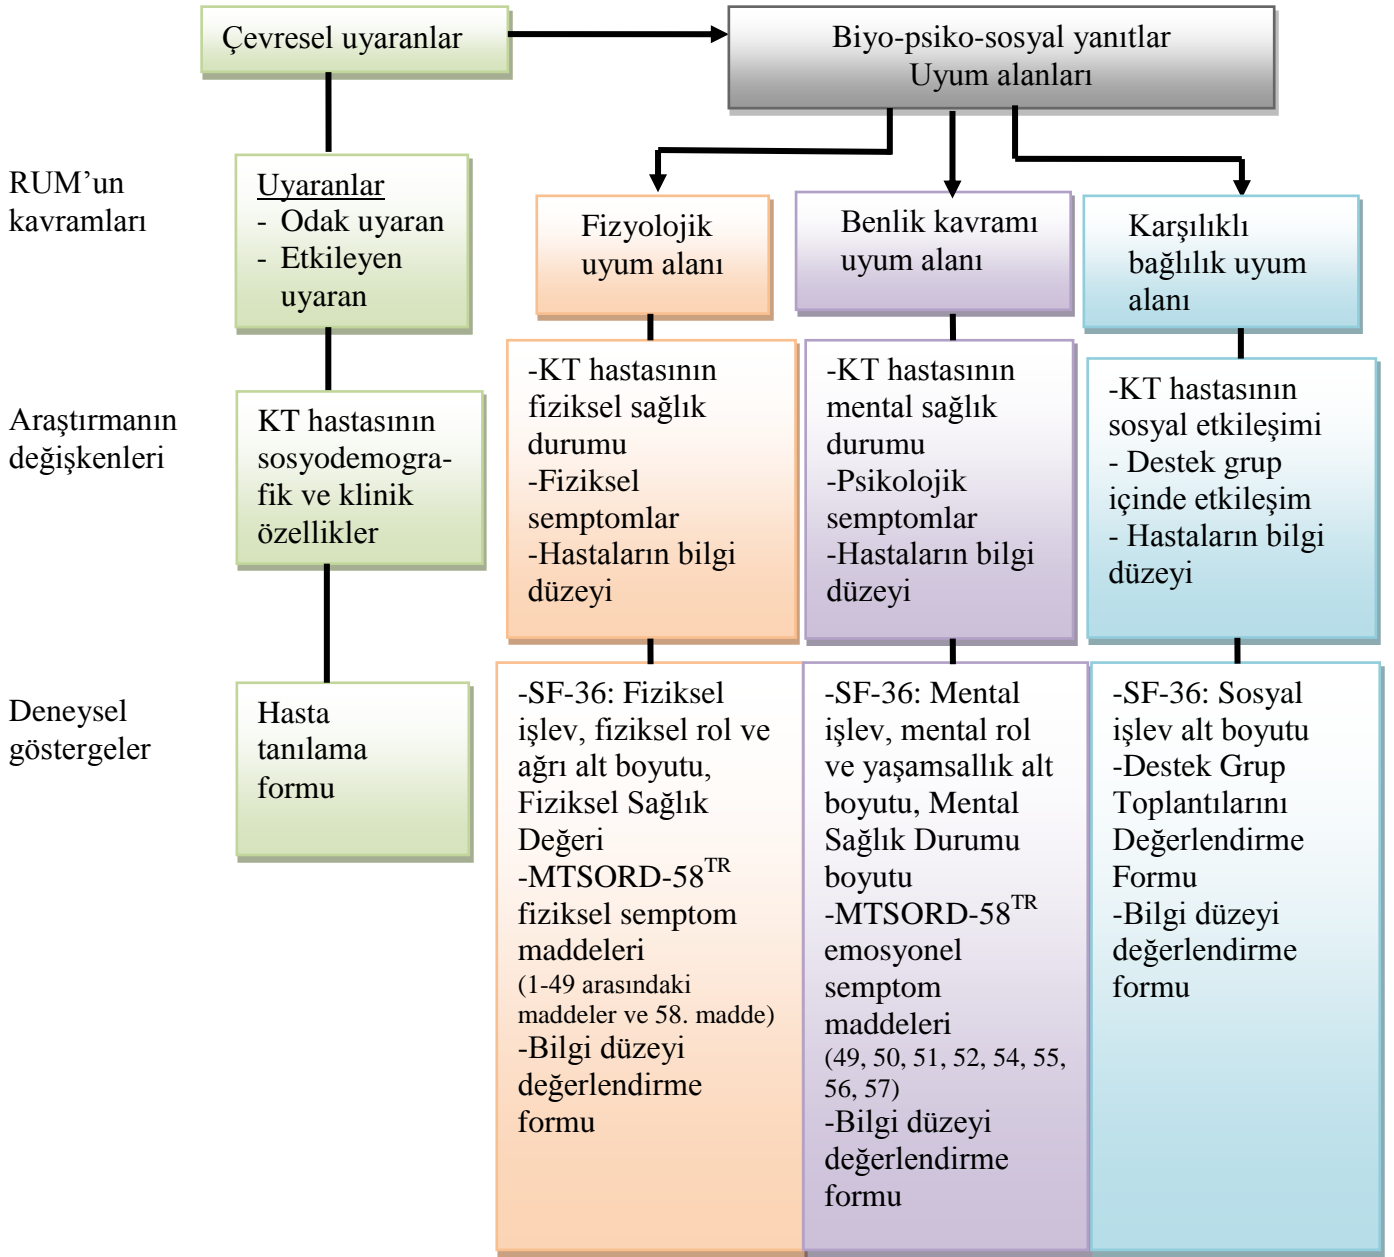 Çevresel uyaranlar
Biyo-psiko-sosyal yanıtlar
Uyum alanları
RUM’un
kavramları
Uyaranlar
- Odak uyaran
- Etkileyen
uyaran
Fizyolojik
uyum alanı
Benlik kavramı
uyum alanı
Karşılıklı
bağlılık uyum
alanı
Araştırmanın
değişkenleri
KT hastasının
sosyodemogra-
fik ve klinik
özellikler
-KT hastasının
fiziksel sağlık
durumu
-Fiziksel
semptomlar
-Hastaların bilgi
düzeyi
-KT hastasının
mental sağlık
durumu
-Psikolojik
semptomlar
-Hastaların bilgi
düzeyi
-KT hastasının
sosyal etkileşimi
- Destek grup
içinde etkileşim
- Hastaların bilgi
düzeyi
Deneysel
göstergeler
Hasta
tanılama
formu
-SF-36: Fiziksel
işlev, fiziksel rol ve
ağrı alt boyutu,
Fiziksel Sağlık
Değeri
-MTSORD-58TR
fiziksel semptom
maddeleri
(1-49 arasındaki
maddeler ve 58. madde)
-Bilgi düzeyi
değerlendirme
formu
-SF-36: Mental
işlev, mental rol
ve yaşamsallık alt
boyutu, Mental
Sağlık Durumu
boyutu
-MTSORD-58TR
emosyonel
semptom
maddeleri
(49, 50, 51, 52, 54, 55,
56, 57)
-Bilgi düzeyi
değerlendirme
formu
-SF-36: Sosyal
işlev alt boyutu
-Destek Grup
Toplantılarını
Değerlendirme
Formu
-Bilgi düzeyi
değerlendirme
formu